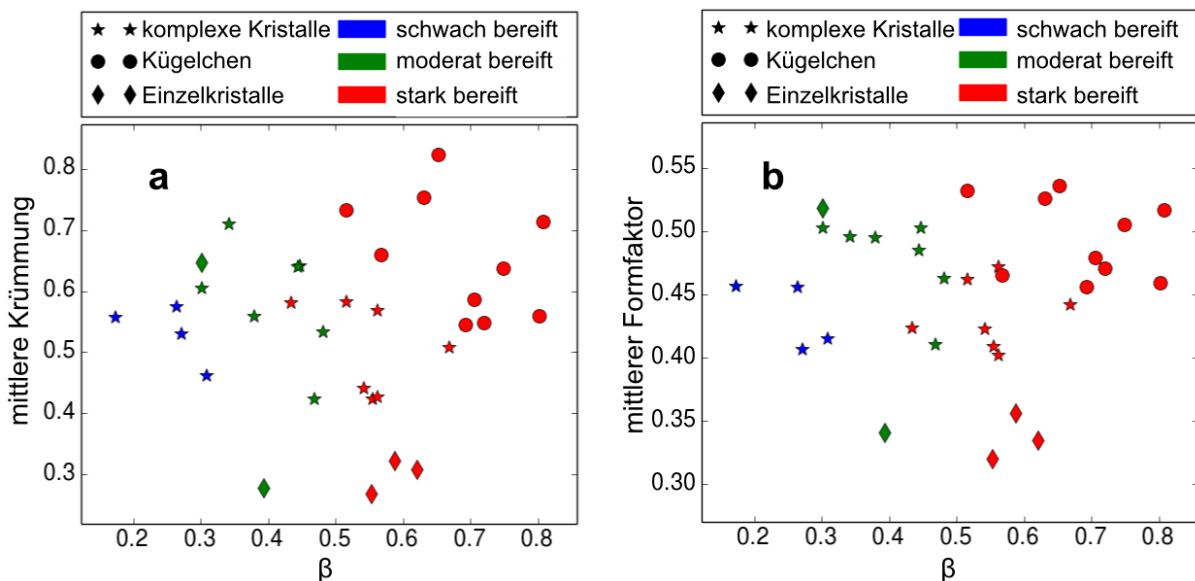 komplexe Kristalle schwach bereift
Kügelchen moderat bereift
Einzelkristalle stark bereift
a
mittlere Krümmung
0.8
0.7
0.6
0.5
0.4
0.3
0.2 0.3 0.4 0.5 0.6 0.7 0.8
β
komplexe Kristalle schwach bereift
Kügelchen moderat bereift
Einzelkristalle stark bereift
b
mittlerer Formfaktor
0.55
0.50
0.45
0.40
0.35
0.30
0.2 0.3 0.4 0.5 0.6 0.7 0.8
β